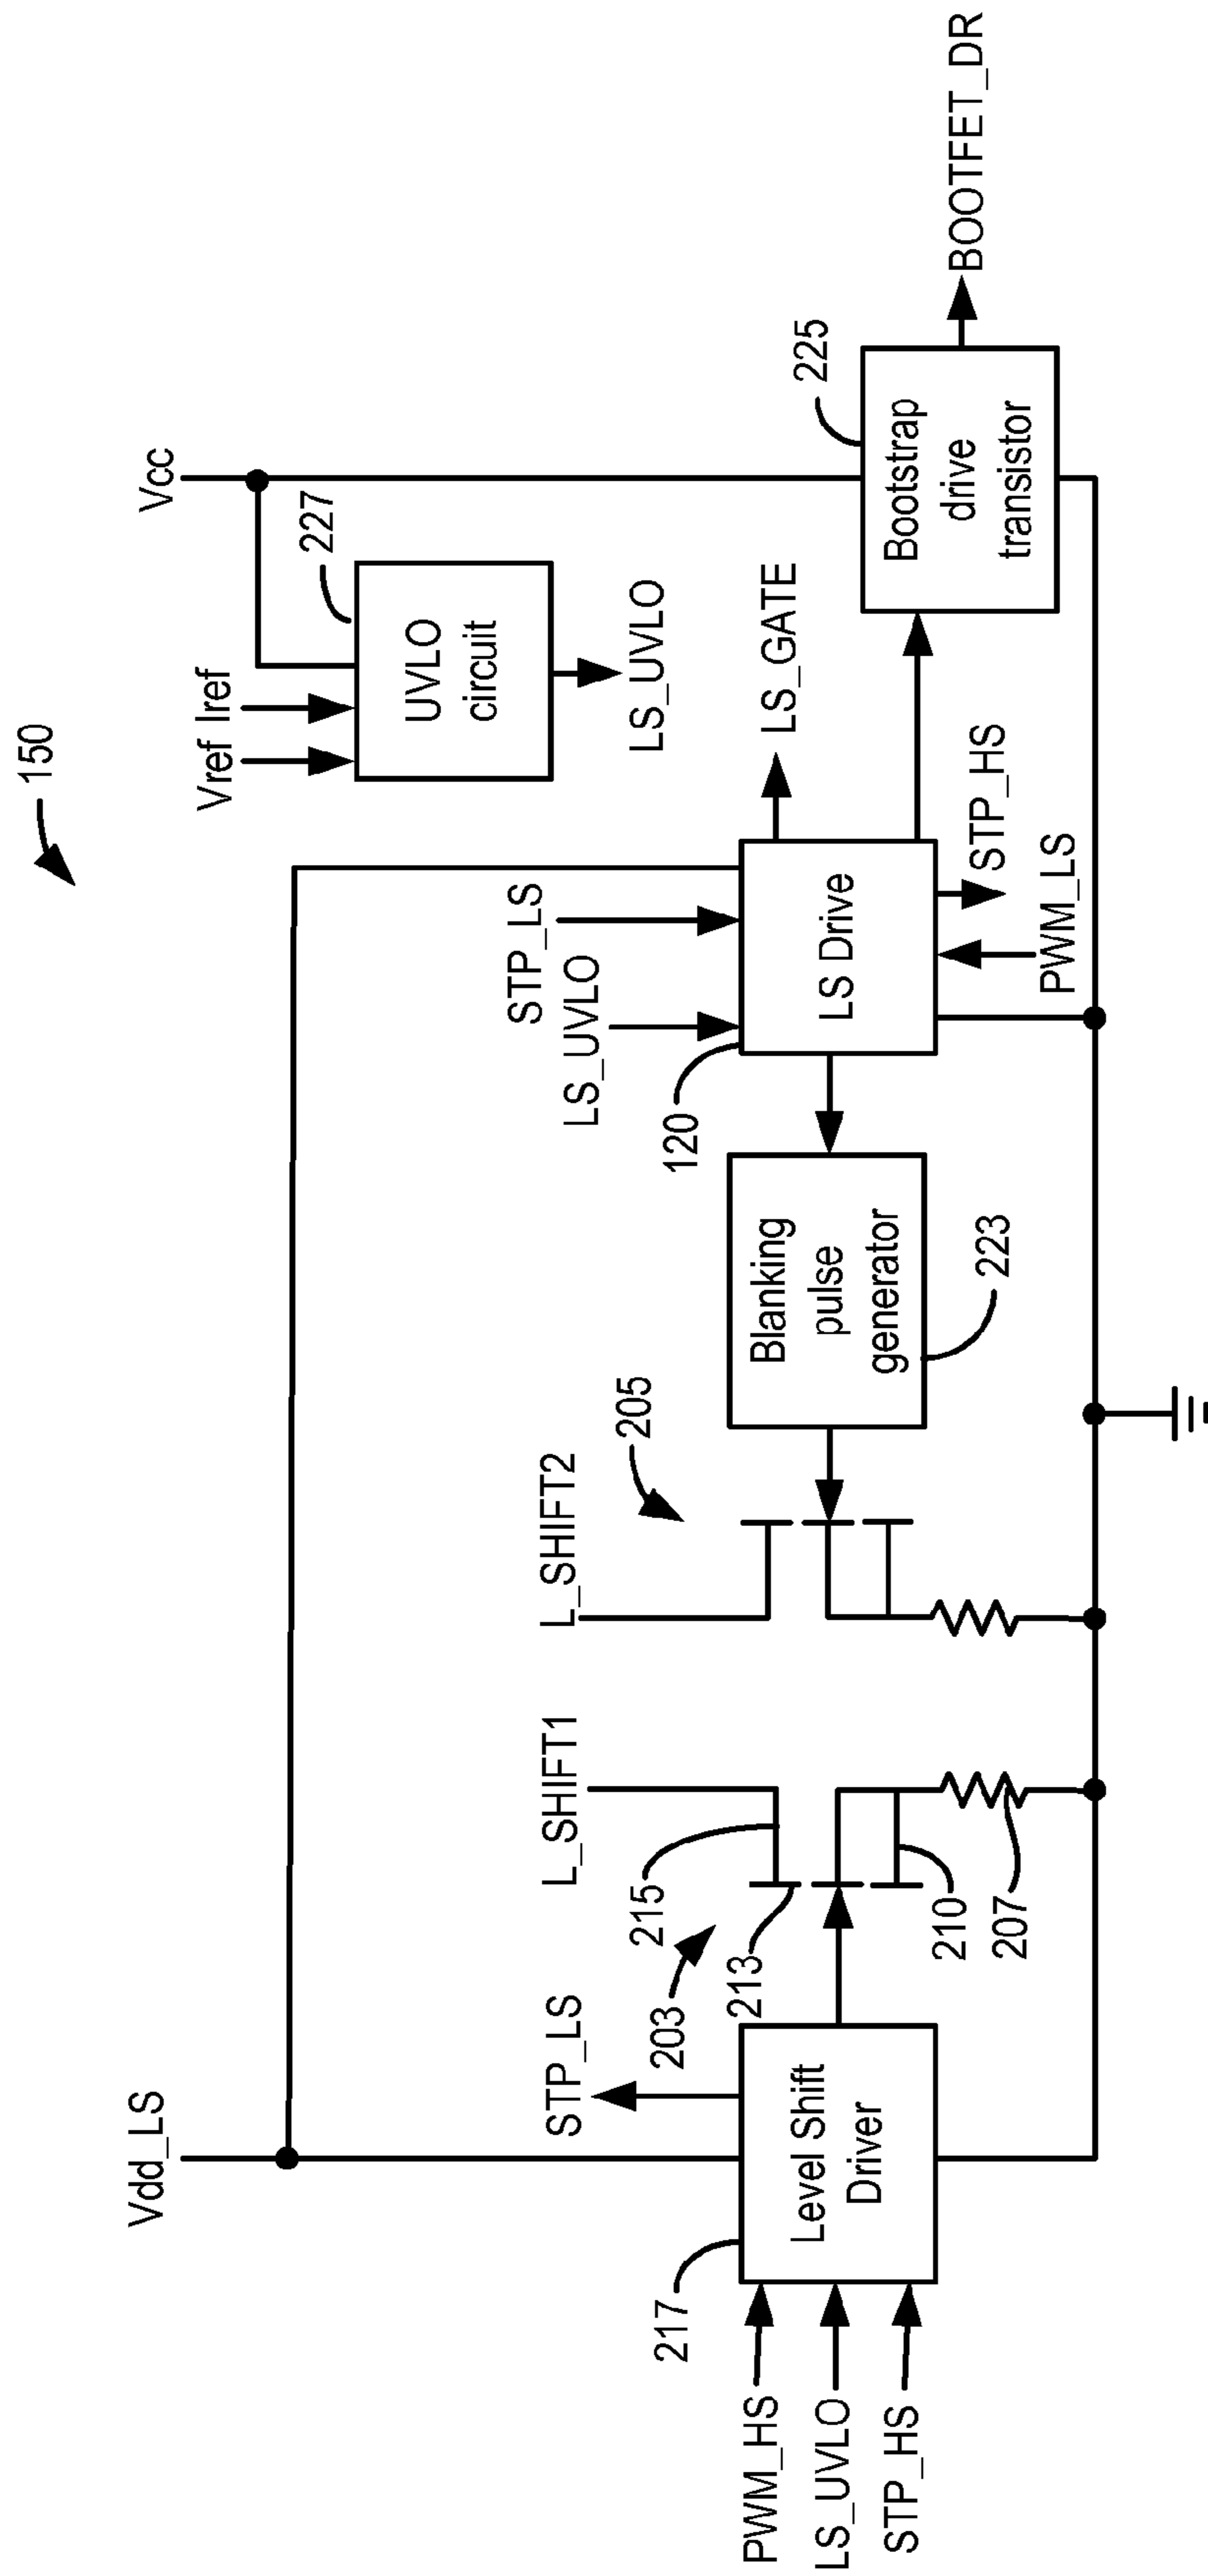 150
Vdd_LS
Vref
Iref
Vcc
227
UVLO
circuit
LS_UVLO
STP_LS
L_SHIFT1
L_SHIFT2
205
STP_LS
LS_UVLO
120
LS_GATE
225
217
203
215
213
210
207
PWM_HS
LS_UVLO
STP_HS
Level Shift
Driver
Blanking
pulse
generator
223
LS Drive
PWM_LS
STP_HS
Bootstrap
drive
transistor
BOOTFET_DR